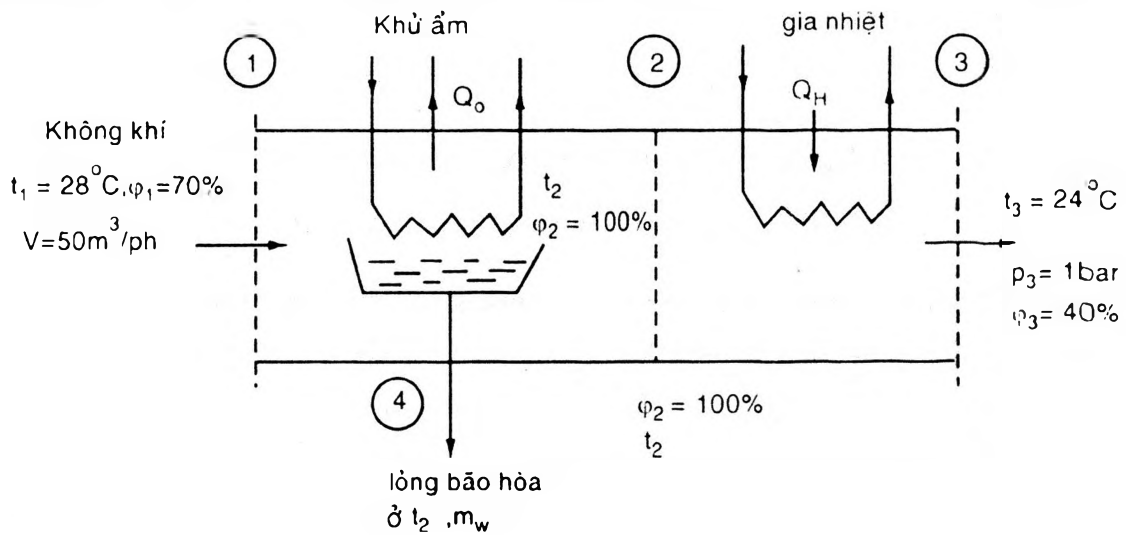 Khử ẩm
gia nhiệt
1
2
3
Q₀
Q_H
Không khí
t₁ = 28°C, φ₁=70%
V=50m³/ph
t₂
φ₂ = 100%
t₃ = 24°C
p₃= 1bar
φ₃= 40%
4
φ₂ = 100%
t₂
lỏng bão hòa
ở t₂ ,m_w